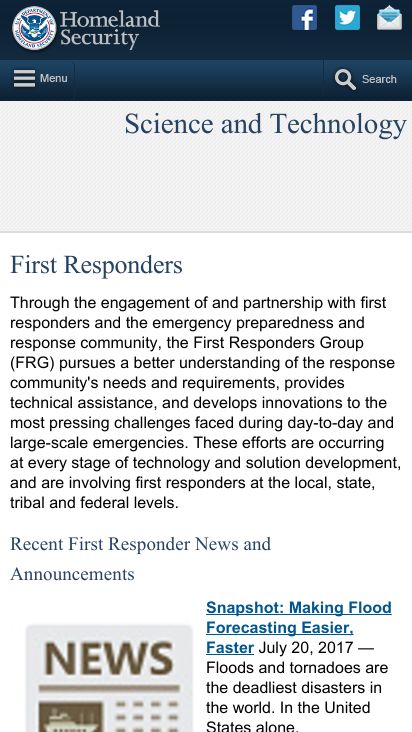 Homeland
Security
Menu
Search
Science and Technology
First Responders
Through the engagement of and partnership with first
responders and the emergency preparedness and
response community, the First Responders Group
(FRG) pursues a better understanding of the response
community's needs and requirements, provides
technical assistance, and develops innovations to the
most pressing challenges faced during day-to-day and
large-scale emergencies. These efforts are occurring
at every stage of technology and solution development,
and are involving first responders at the local, state,
tribal and federal levels.
Recent First Responder News and
Announcements
NEWS
Snapshot: Making Flood
Forecasting Easier,
Faster July 20, 2017 —
Floods and tornadoes are
the deadliest disasters in
the world. In the United
States alone,